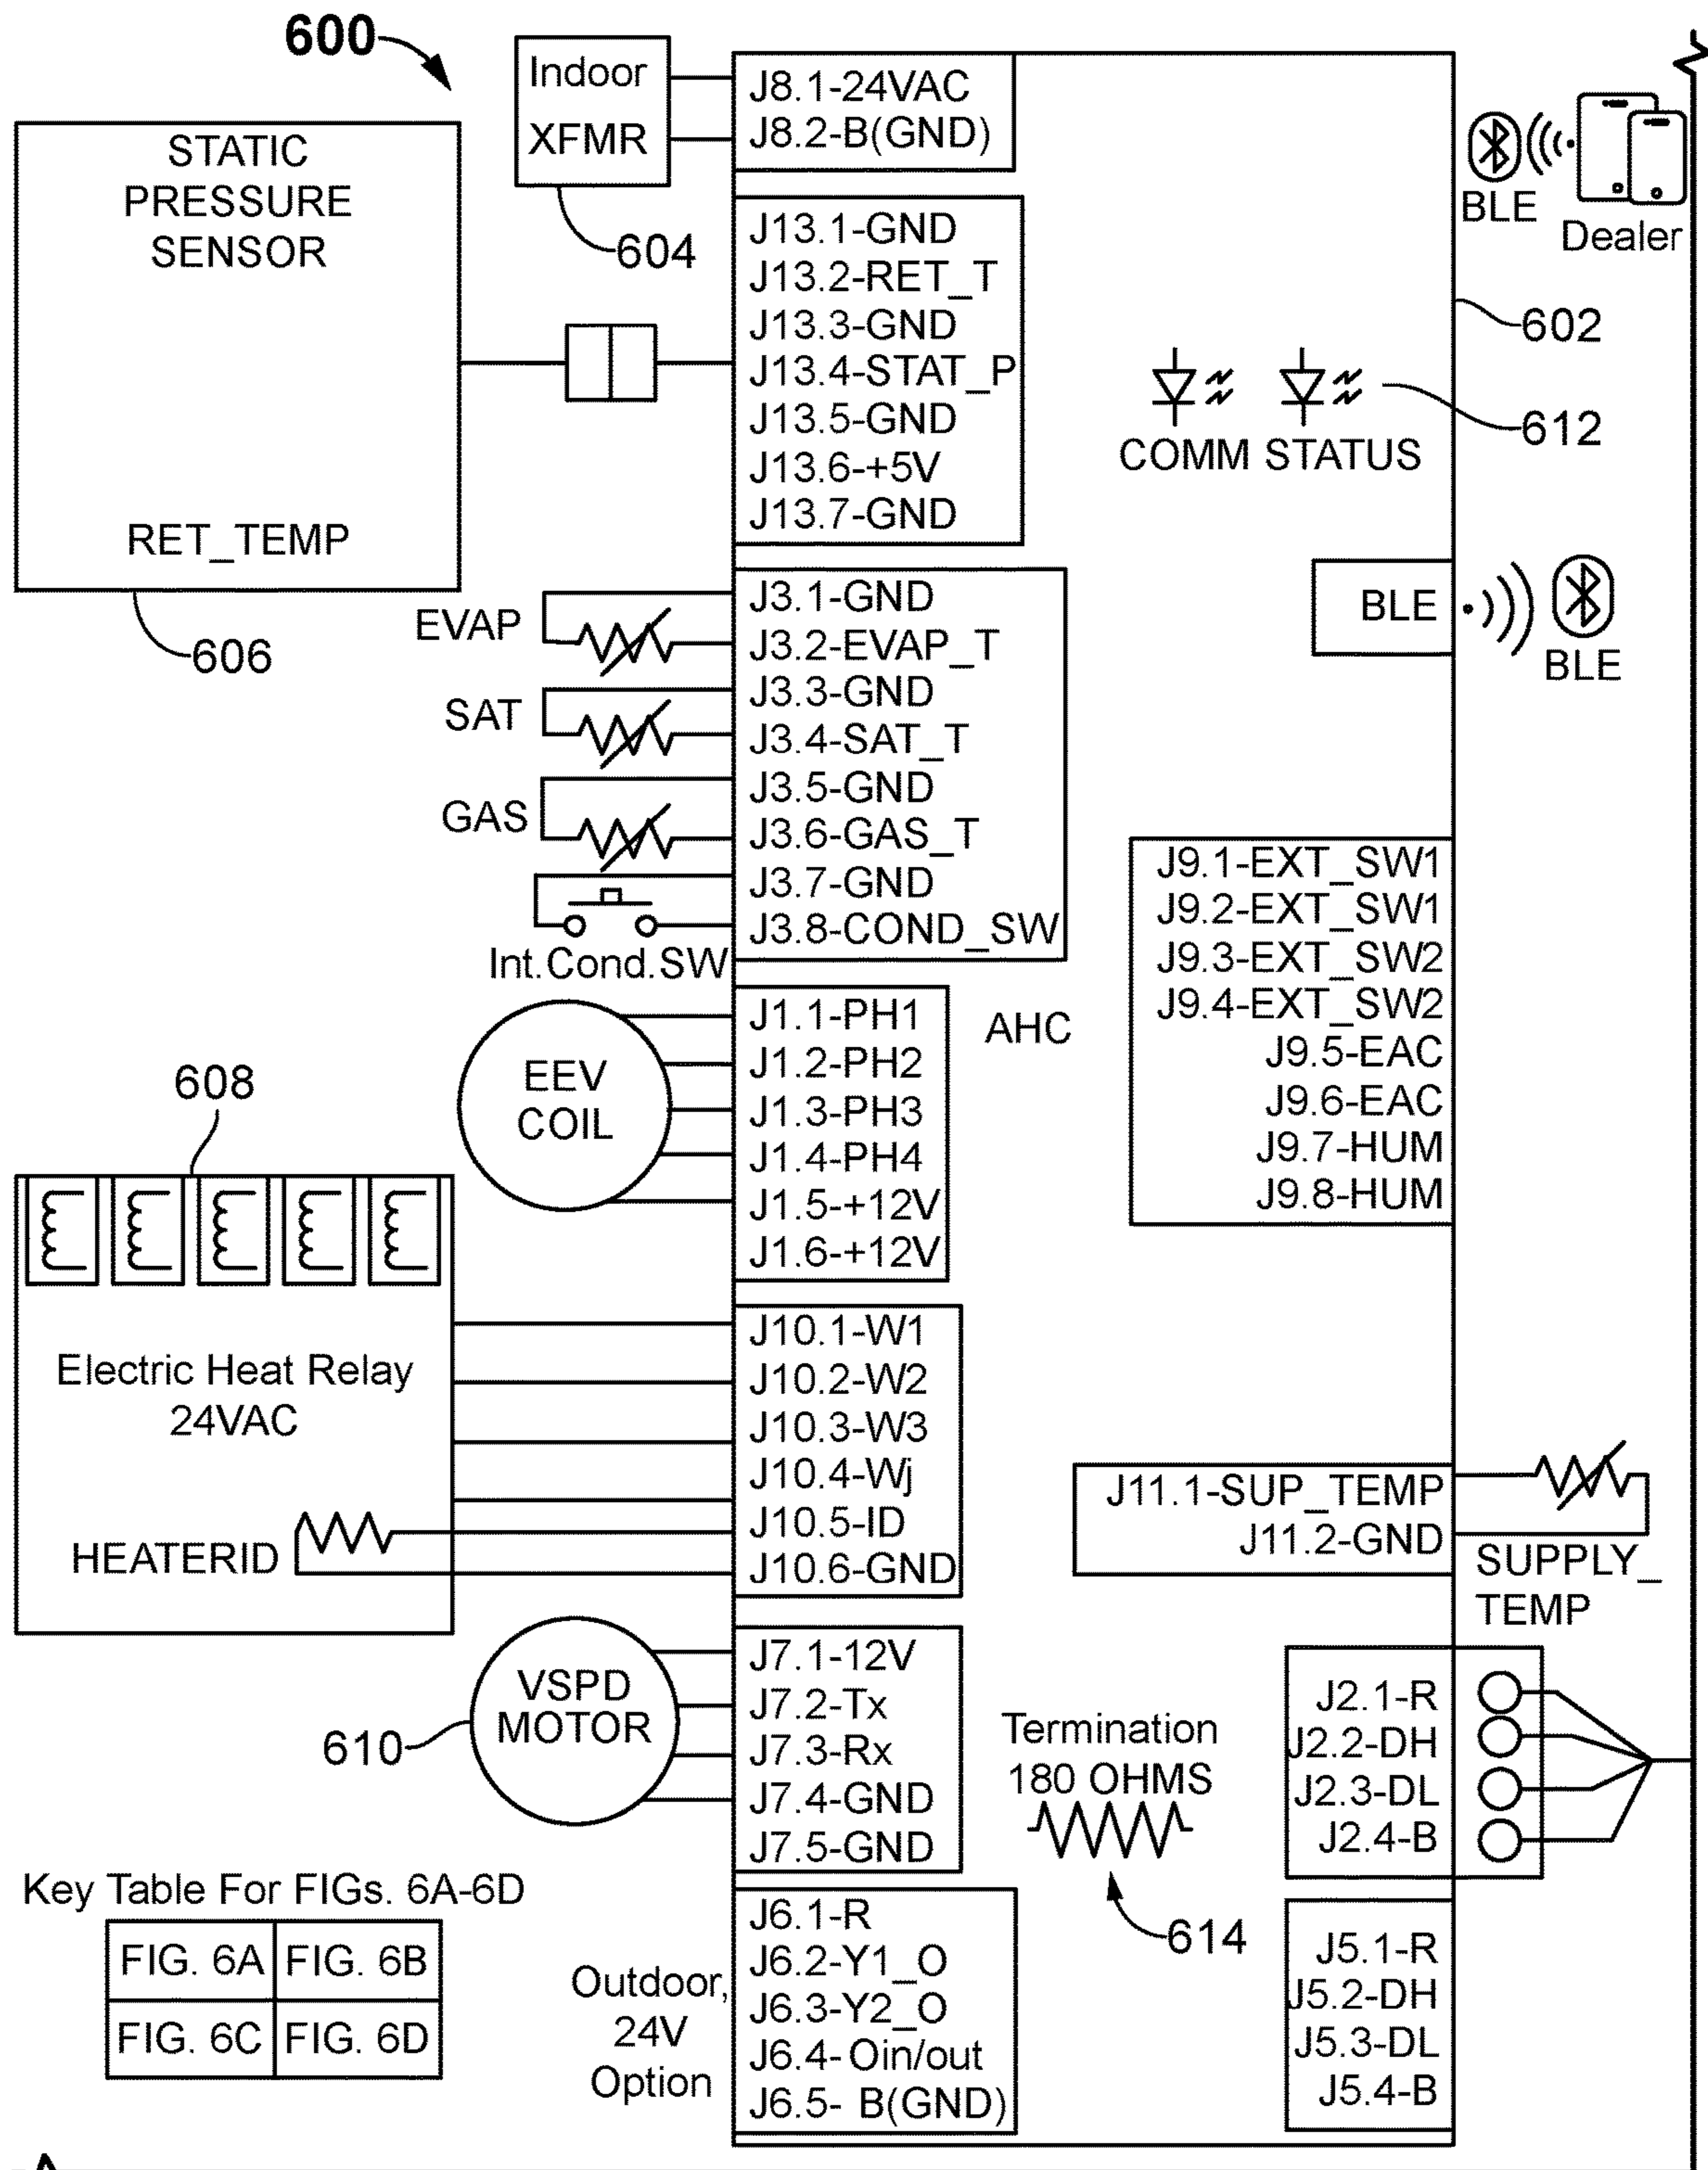 600
Indoor
XFMR
604
J8.1-24VAC
J8.2-B(GND)
STATIC
PRESSURE
SENSOR
RET_TEMP
606
J13.1-GND
J13.2-RET_T
J13.3-GND
J13.4-STAT_P
J13.5-GND
J13.6-+5V
J13.7-GND
BLE
Dealer
602
612
COMM STATUS
BLE
BLE
EVAP
SAT
GAS
Int.Cond.SW
J3.1-GND
J3.2-EVAP_T
J3.3-GND
J3.4-SAT_T
J3.5-GND
J3.6-GAS_T
J3.7-GND
J3.8-COND_SW
J9.1-EXT_SW1
J9.2-EXT_SW1
J9.3-EXT_SW2
J9.4-EXT_SW2
J9.5-EAC
J9.6-EAC
J9.7-HUM
J9.8-HUM
EEV
COIL
J1.1-PH1
J1.2-PH2
J1.3-PH3
J1.4-PH4
J1.5-+12V
J1.6-+12V
AHC
608
Electric Heat Relay
24VAC
HEATERID
J10.1-W1
J10.2-W2
J10.3-W3
J10.4-Wj
J10.5-ID
J10.6-GND
J11.1-SUP_TEMP
J11.2-GND
SUPPLY_
TEMP
VSPD
MOTOR
610
J7.1-12V
J7.2-Tx
J7.3-Rx
J7.4-GND
J7.5-GND
Termination
180 OHMS
614
J2.1-R
J2.2-DH
J2.3-DL
J2.4-B
Key Table For FIGs. 6A-6D
FIG. 6A FIG. 6B
FIG. 6C FIG. 6D
Outdoor,
24V
Option
J6.1-R
J6.2-Y1_O
J6.3-Y2_O
J6.4-Oin/out
J6.5- B(GND)
J5.1-R
J5.2-DH
J5.3-DL
J5.4-B